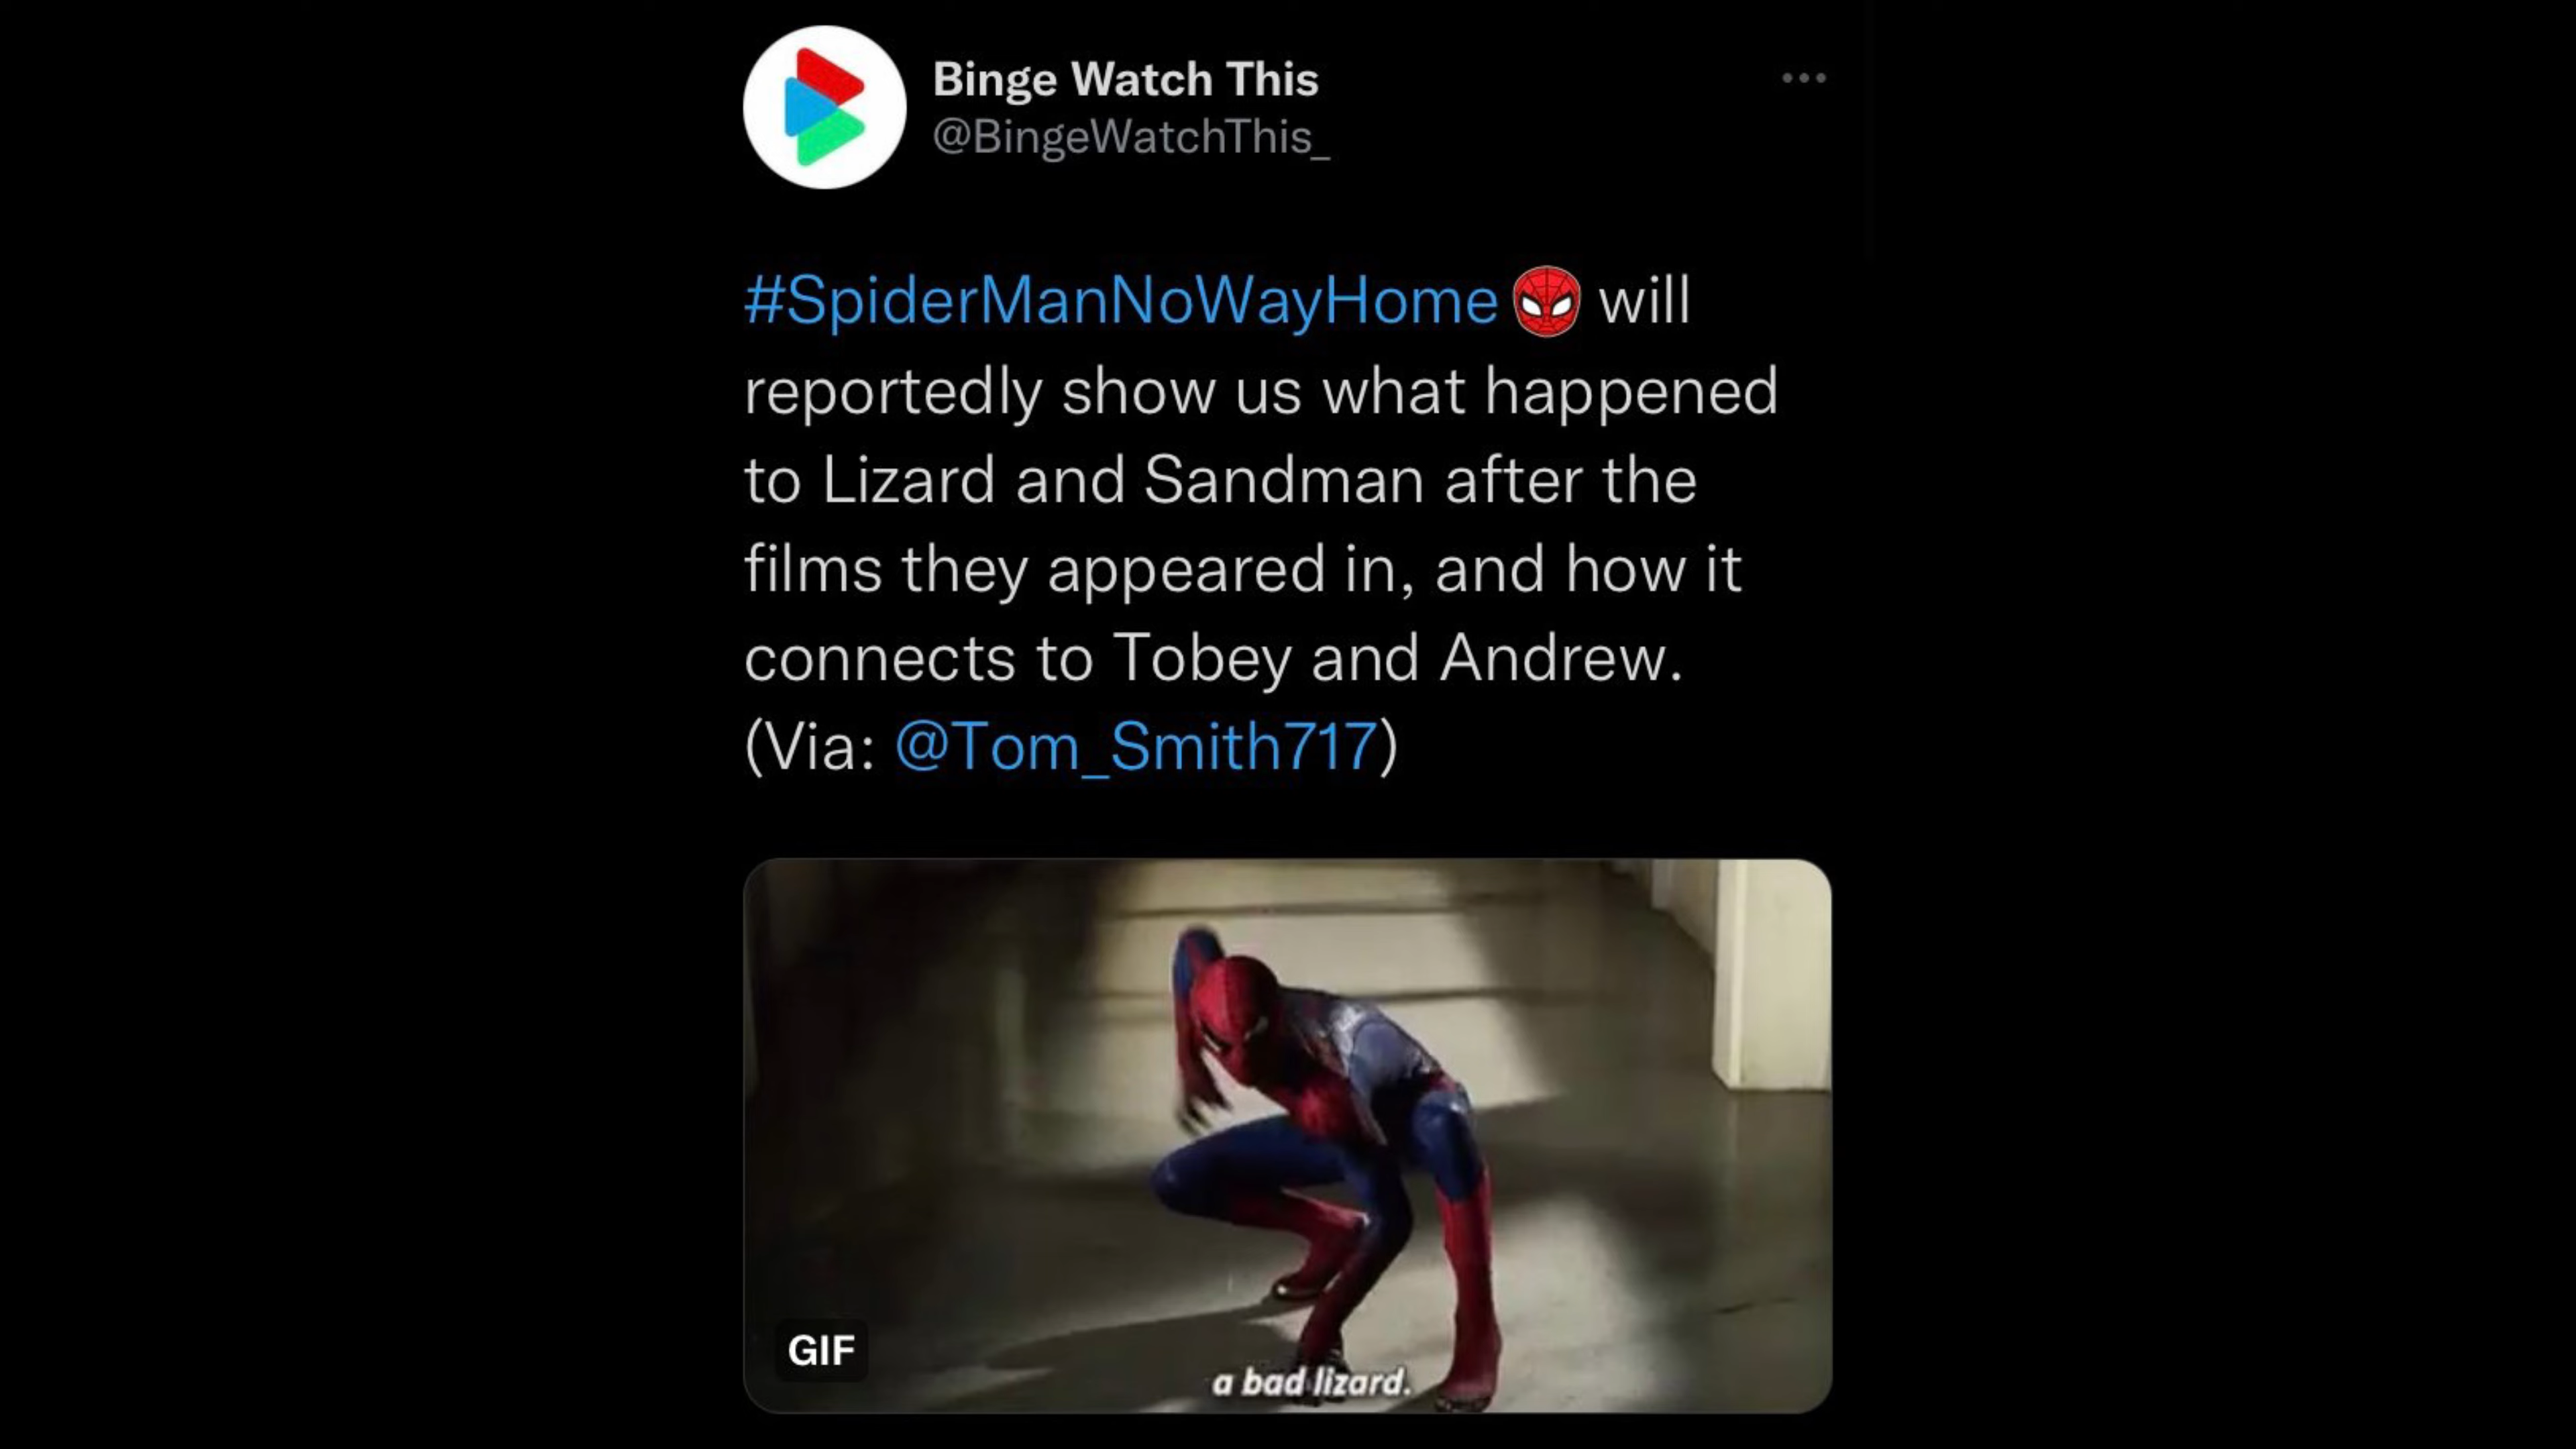 Binge Watch This
@BingeWatchThis_
#SpiderManNoWayHome will
reportedly show us what happened
to Lizard and Sandman after the
films they appeared in, and how it
connects to Tobey and Andrew.
(Via: @Tom_Smith717)
GIF
a bad lizard.